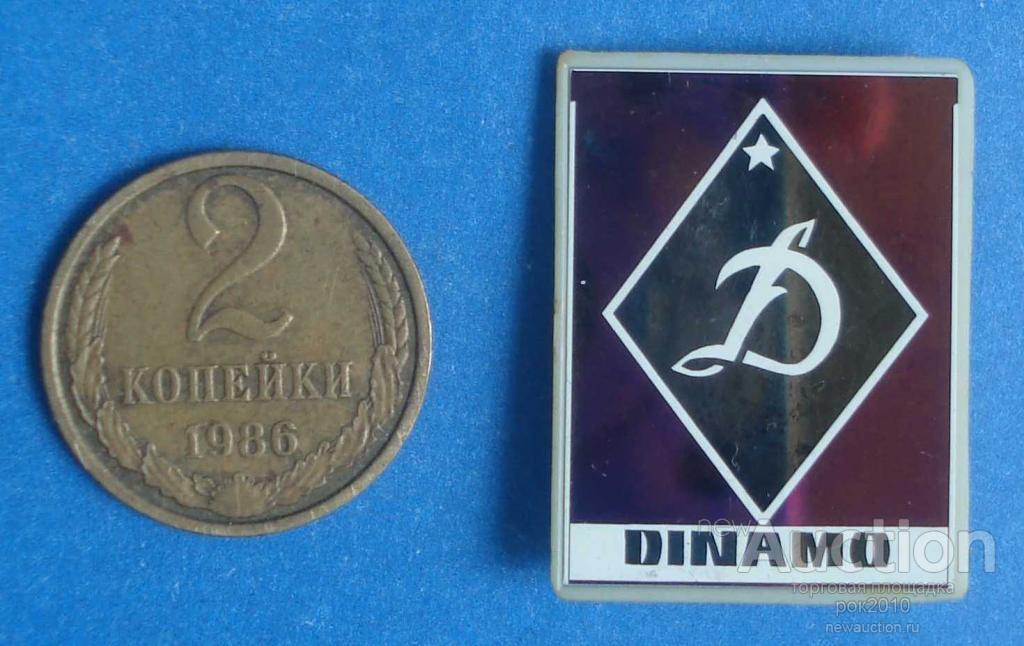 2
КОПЕЙКИ
1986
D
DINAMO
newAuction
торговая площадка
рок2010
newauction.ru